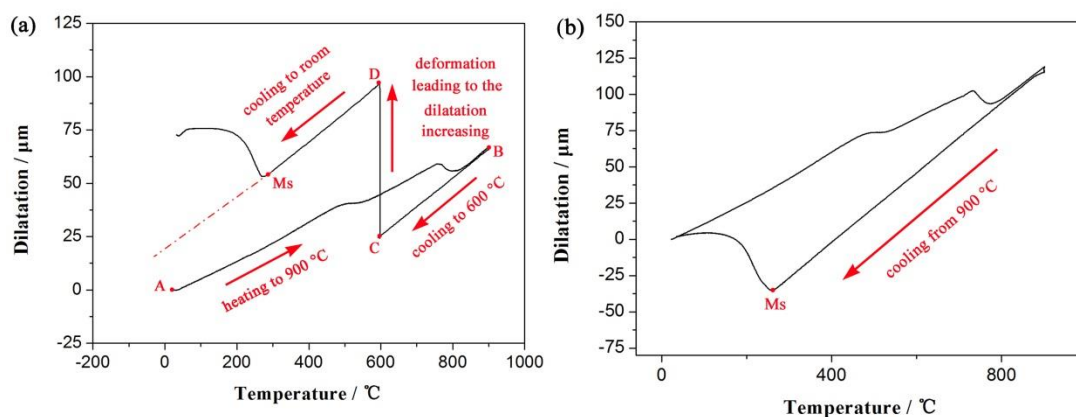 (a)
125
100
75
50
25
0
-25
Dilatation / μm
-200
0
200
400
600
800
1000
Temperature / ℃
cooling to room
temperature
D
deformation
leading to the
dilatation
increasing
B
Ms
cooling to 600 °C
C
A
heating to 900 °C
(b)
150
125
100
75
50
25
0
-25
-50
-75
Dilatation / μm
0
400
800
Temperature / ℃
cooling from 900 °C
Ms